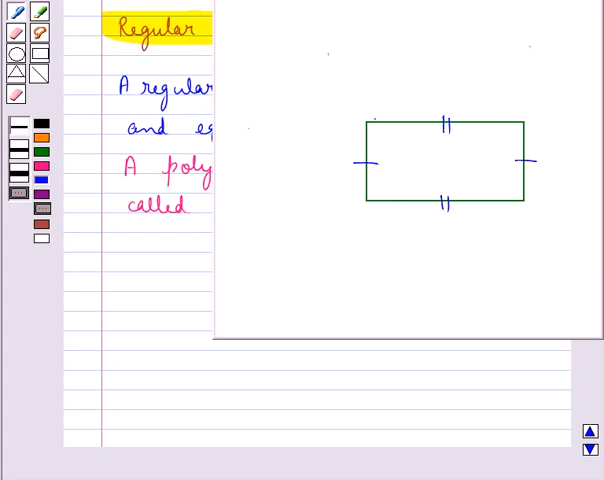 Regular
A regular
and eq
A poly
called